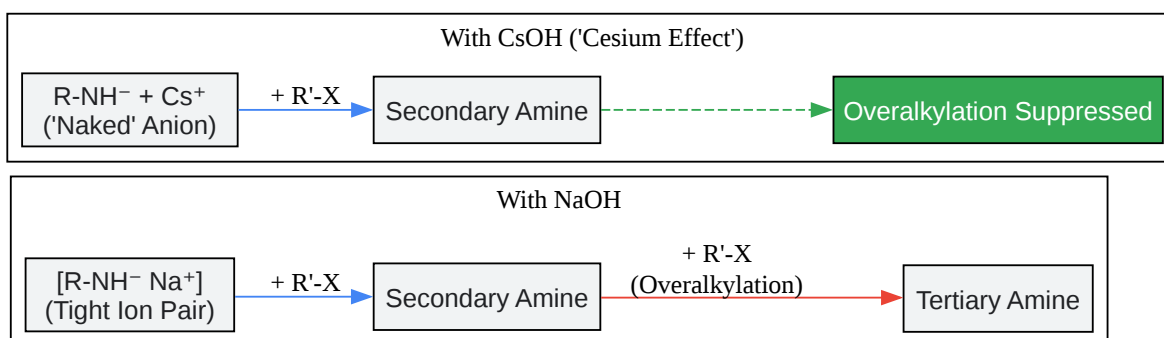 With CsOH ('Cesium Effect')
R-NH⁻ + Cs⁺
('Naked' Anion)
+ R'-X
Secondary Amine
Overalkylation Suppressed
With NaOH
[R-NH⁻ Na⁺]
(Tight Ion Pair)
+ R'-X
Secondary Amine
+ R'-X
(Overalkylation)
Tertiary Amine